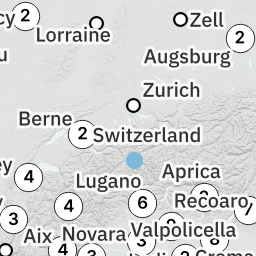 cy 2
Lorraine
Zell
2
Augsburg
Zurich
Berne
2 Switzerland
4
Lugano
Aprica
4
6
Recoaro
3
Aix
Novara
Valpolicella
4